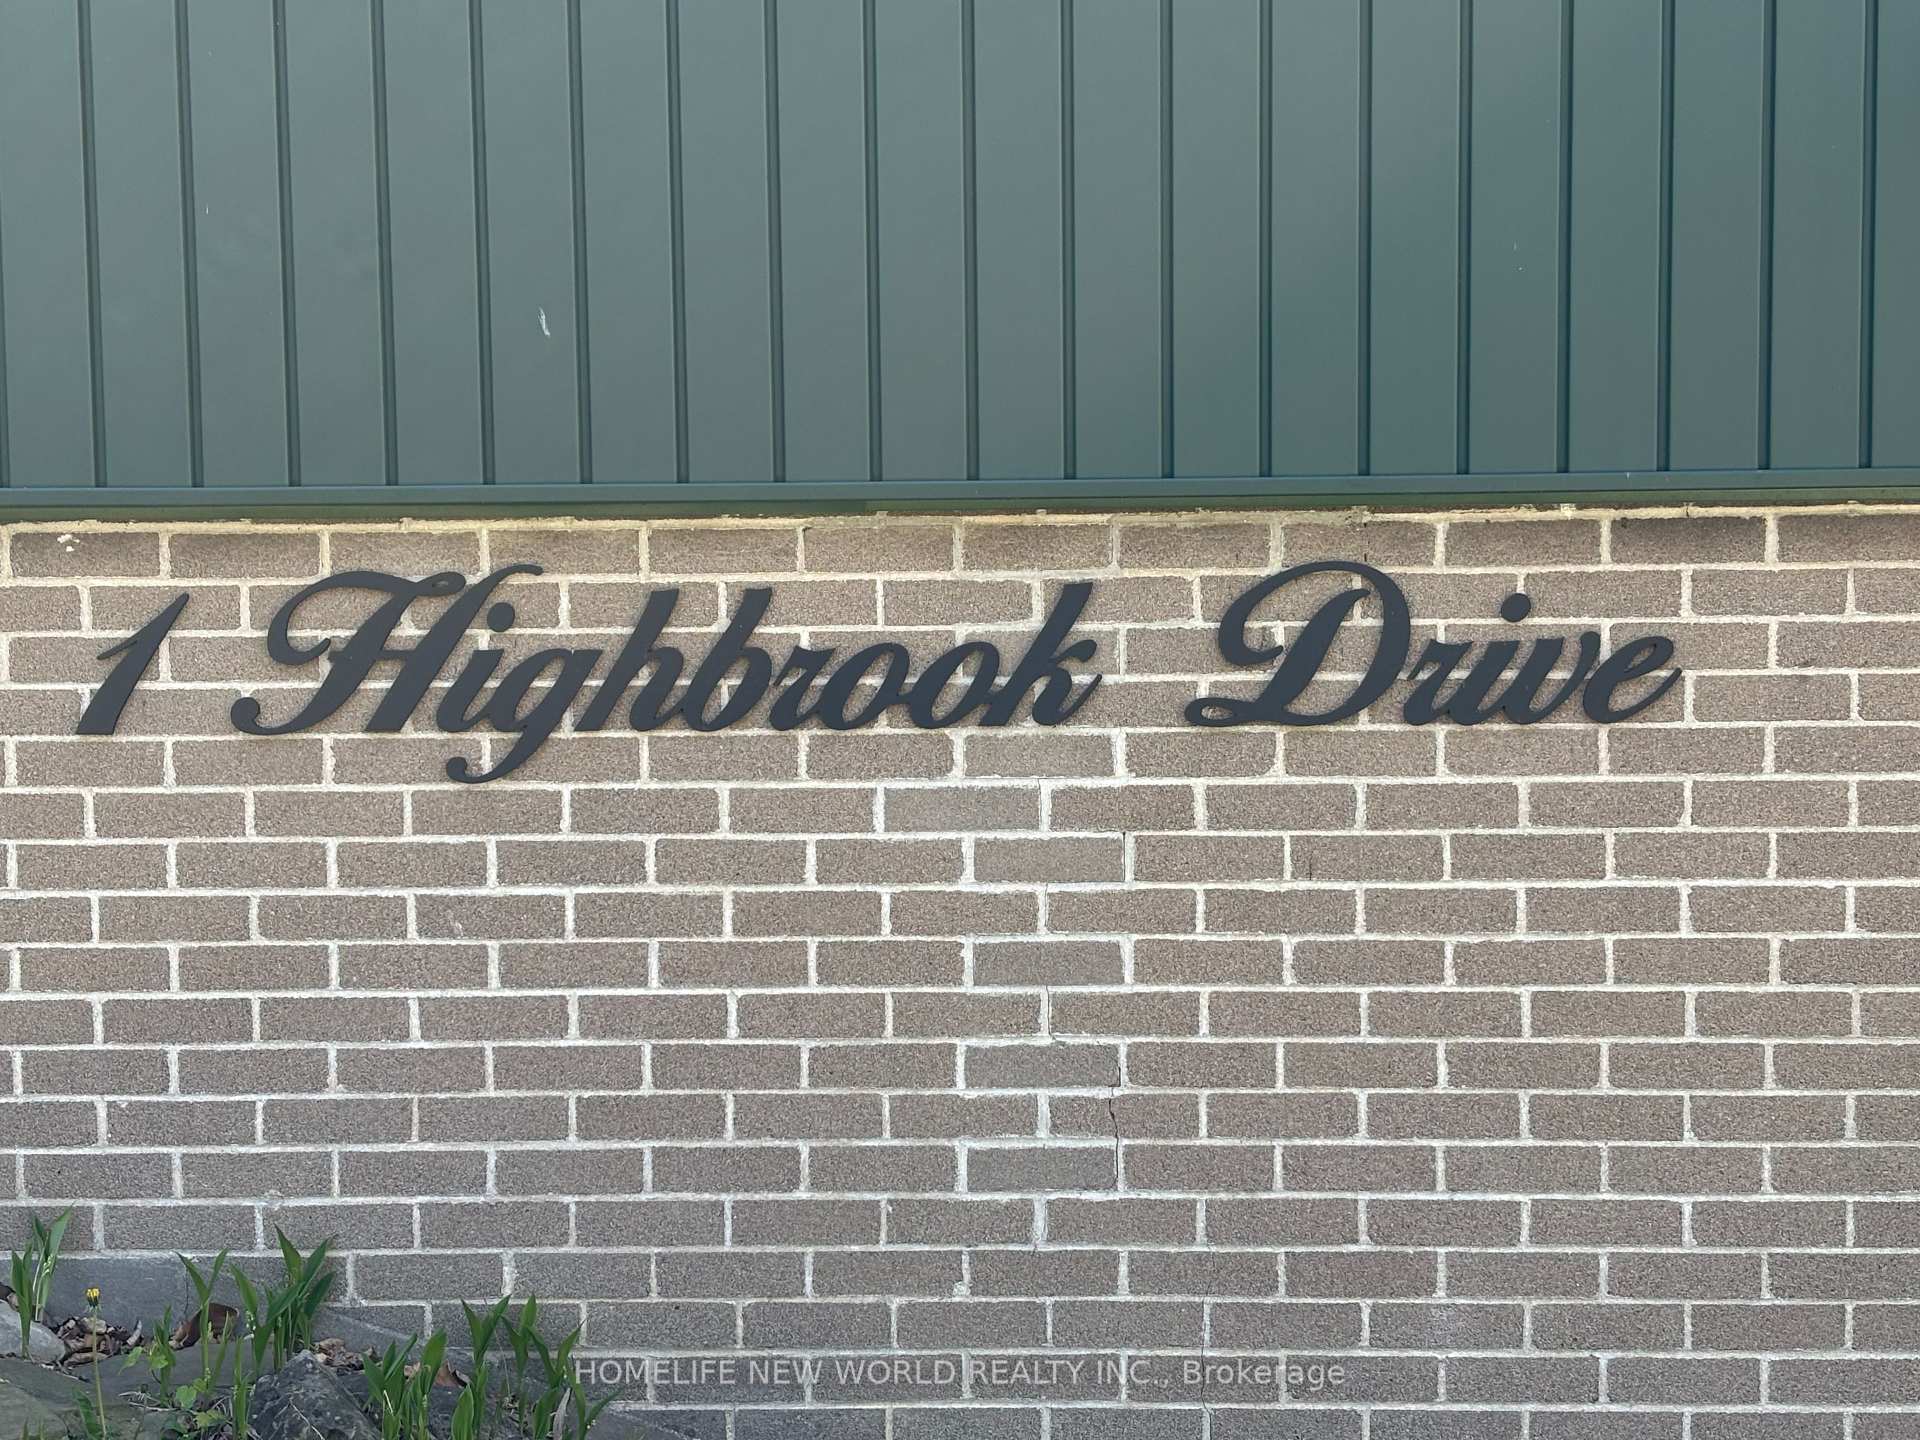 1 Highbrook Drive
HOMELIFE NEW WORLD REALTY INC., Brokerage